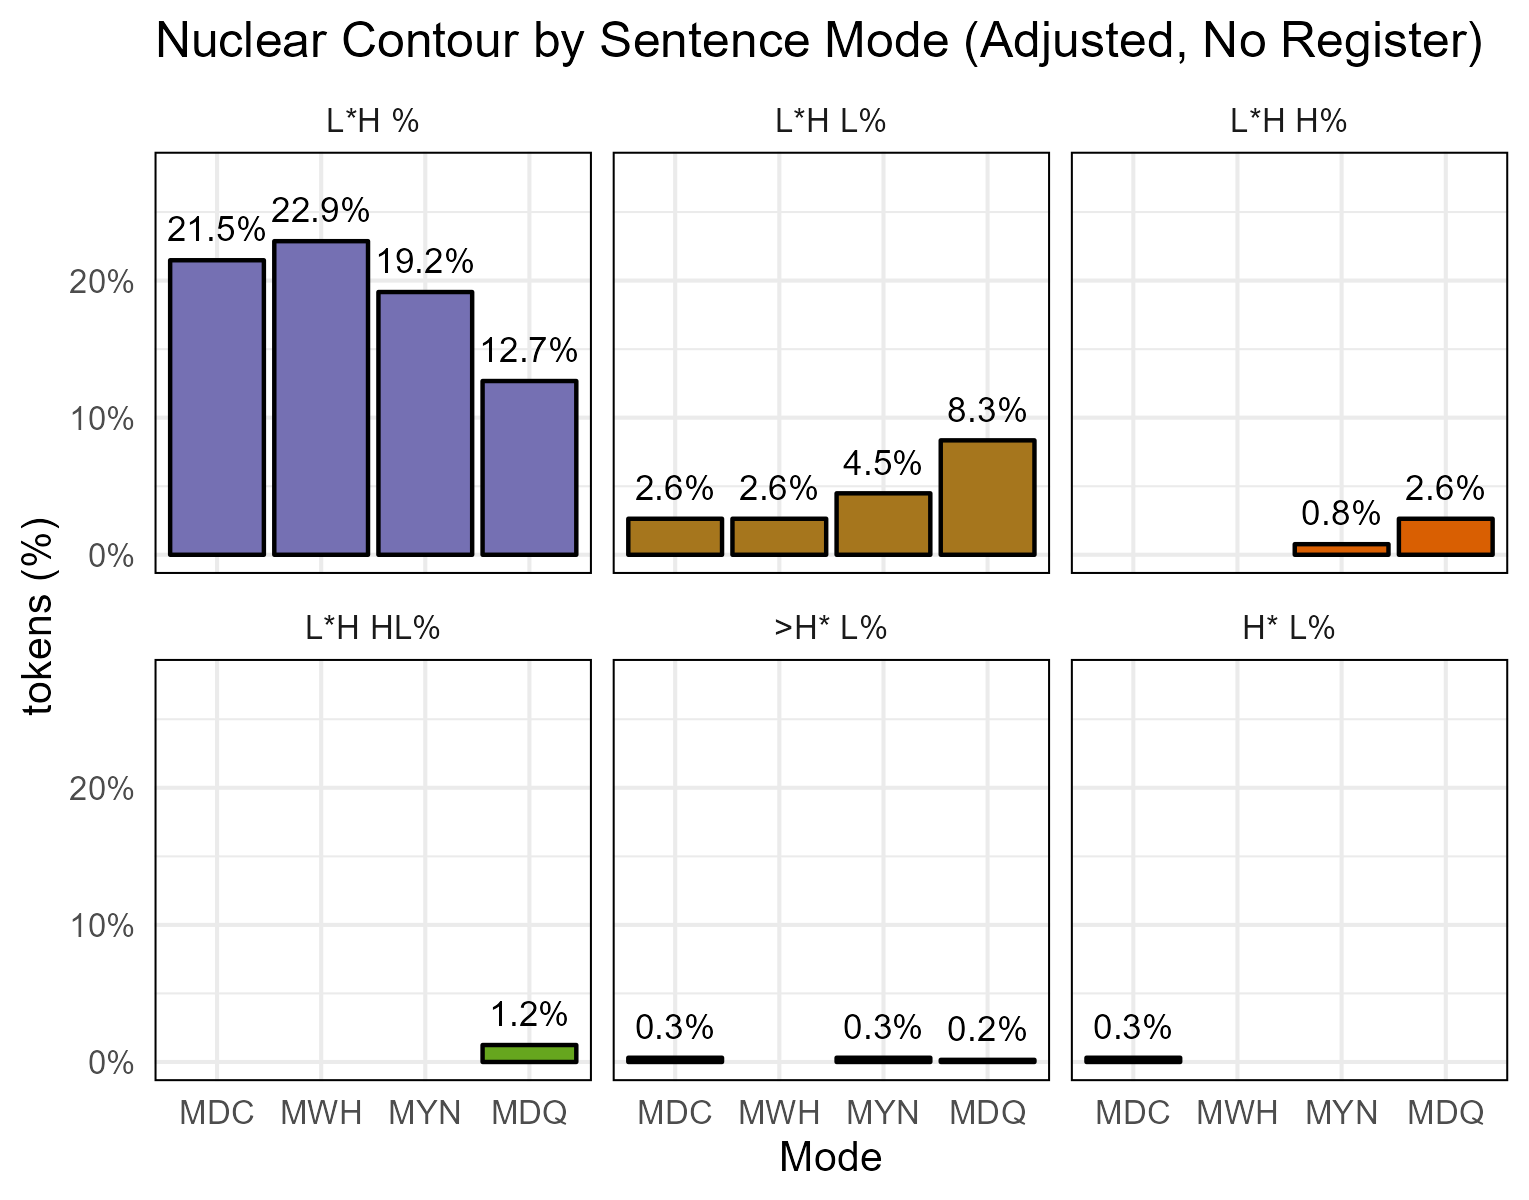 Nuclear Contour by Sentence Mode (Adjusted, No Register)
L*H %
L*H L%
L*H H%
21.5%
22.9%
19.2%
12.7%
2.6%
2.6%
4.5%
8.3%
0.8%
2.6%
20%
10%
0%
tokens (%)
L*H HL%
>H* L%
H* L%
1.2%
0.3%
0.3%
0.2%
0.3%
20%
10%
0%
MDC MWH MYN MDQ
MDC MWH MYN MDQ
MDC MWH MYN MDQ
Mode